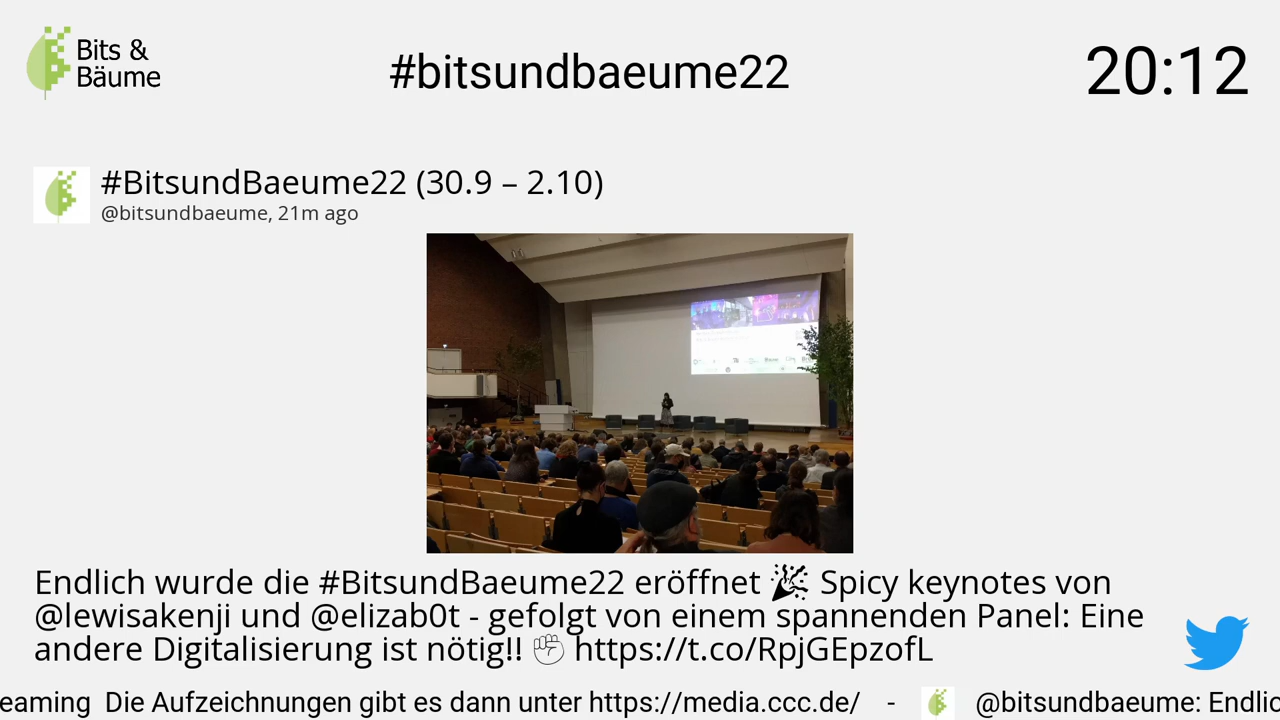 Bits &
Bäume
#bitsundbaeume22
20:12
#BitsundBaeume22 (30.9 – 2.10)
@bitsundbaeume, 21m ago
Endlich wurde die #BitsundBaeume22 eröffnet 🎉 Spicy keynotes von
@lewisakenji und @elizab0t - gefolgt von einem spannenden Panel: Eine
andere Digitalisierung ist nötig!! ✊ https://t.co/RpjGEpzofL
eaming Die Aufzeichnungen gibt es dann unter https://media.ccc.de/ - @bitsundbaeume: Endlic